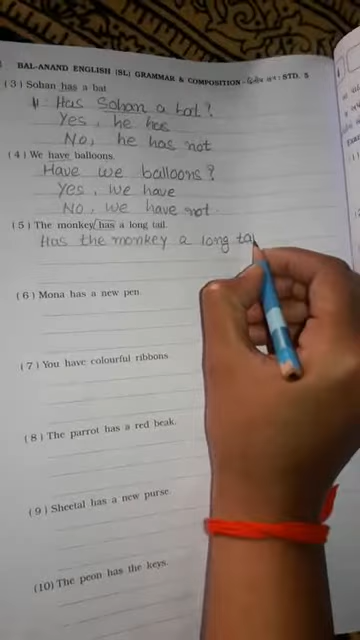 BAL-ANAND ENGLISH (SL) GRAMMAR & COMPOSITION - STD. 5
(3) Sohan has a bat
Has Sohan a bat?
Yes, he has
No, he has not
(4) We have balloons.
Have we balloons?
Yes, we have
No, we have not.
(5) The monkey has a long tail.
Has the monkey a long tai
(6) Mona has a new pen.
(7) You have colourful ribbons.
(8) The parrot has a red beak.
(9) Sheetal has a new purse.
(10) The peon has the keys.